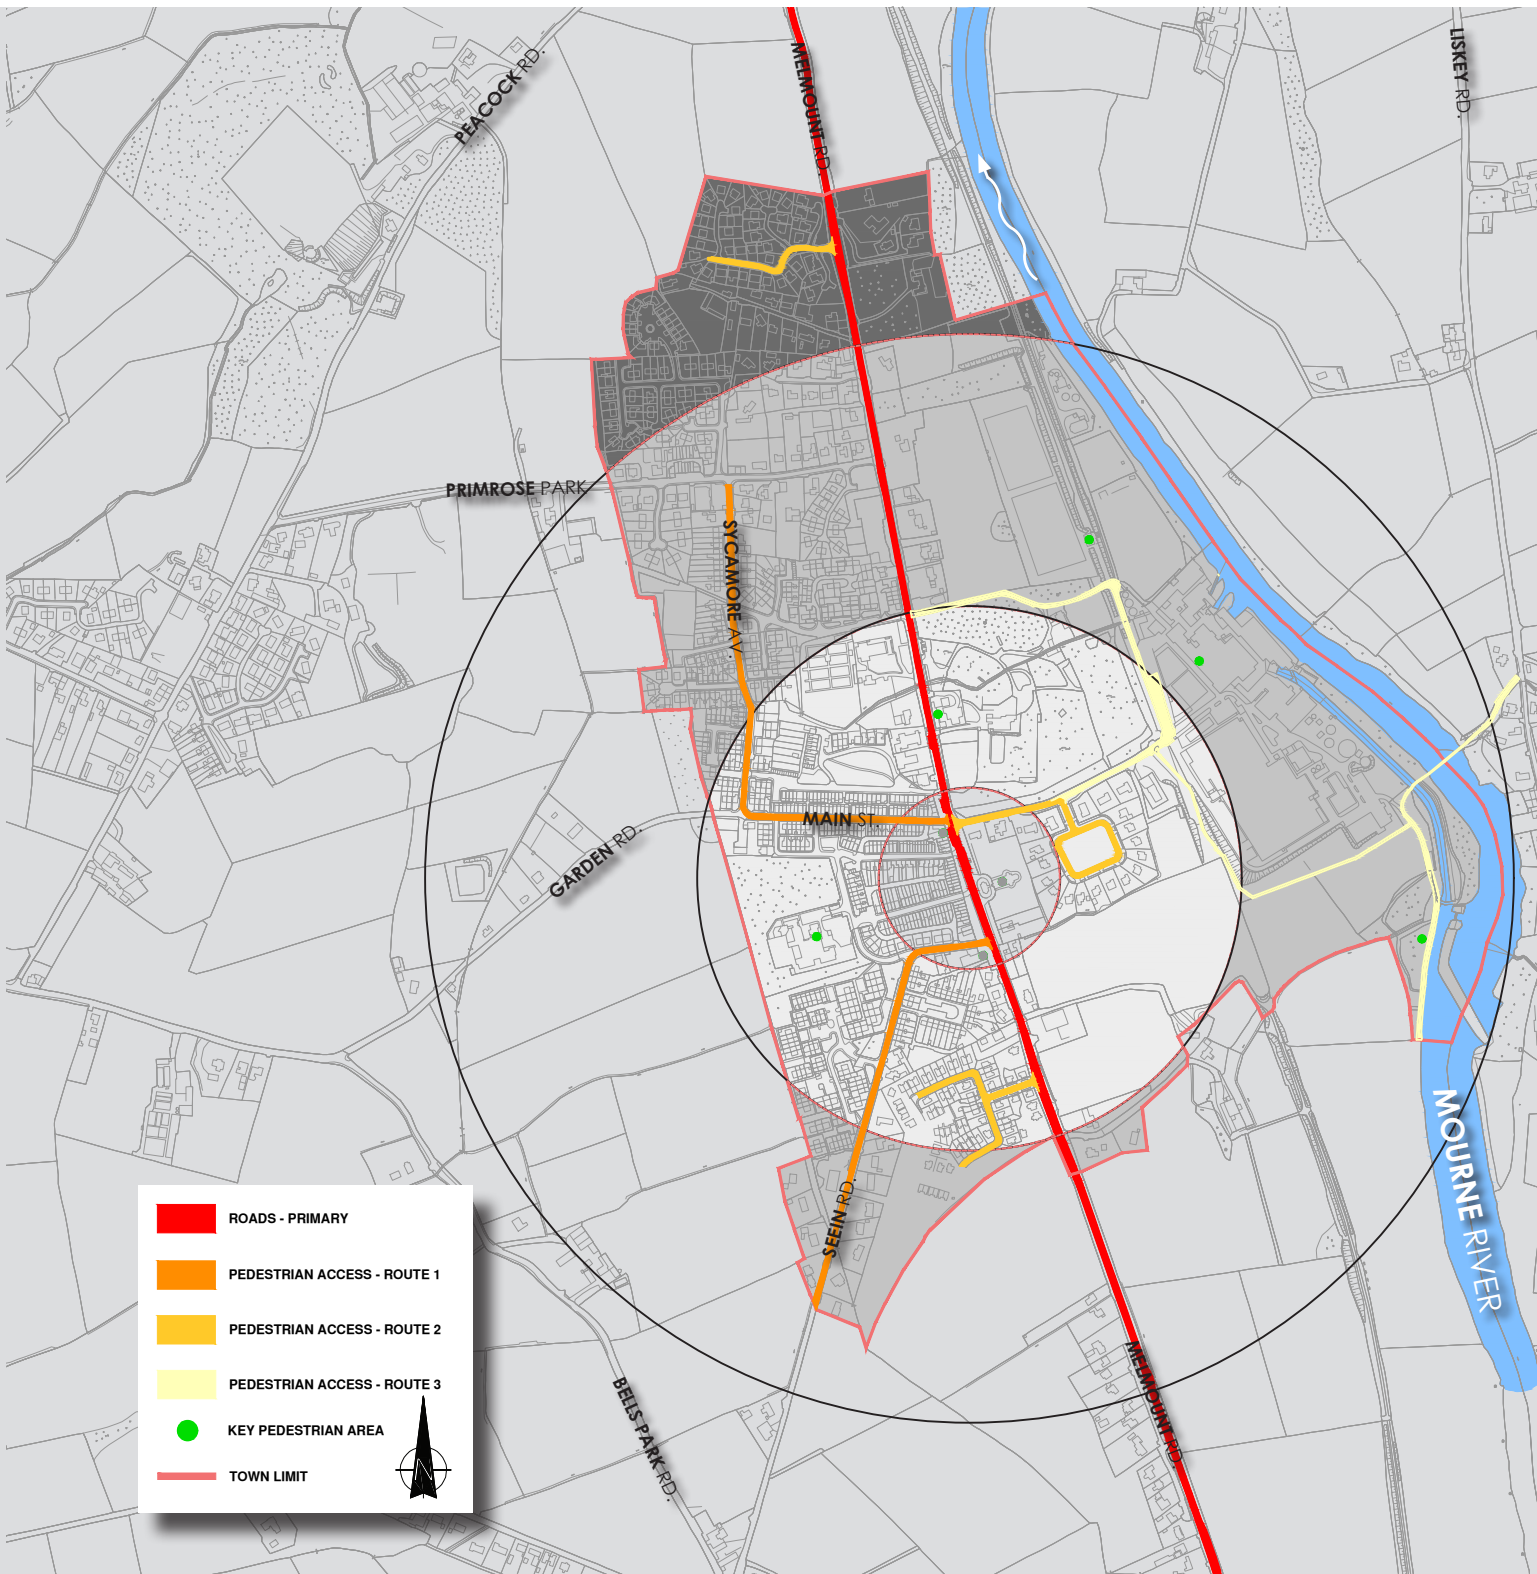 PEACOCK RD.
MELMOUNT RD.
LISKEY RD.
PRIMROSE PARK
SYCAMORE AV
MAIN ST.
GARDEN RD.
SEEIN RD.
MOURNE RIVER
BELLS PARK RD.
MELMOUNT RD.
ROADS - PRIMARY
PEDESTRIAN ACCESS - ROUTE 1
PEDESTRIAN ACCESS - ROUTE 2
PEDESTRIAN ACCESS - ROUTE 3
KEY PEDESTRIAN AREA
TOWN LIMIT
N